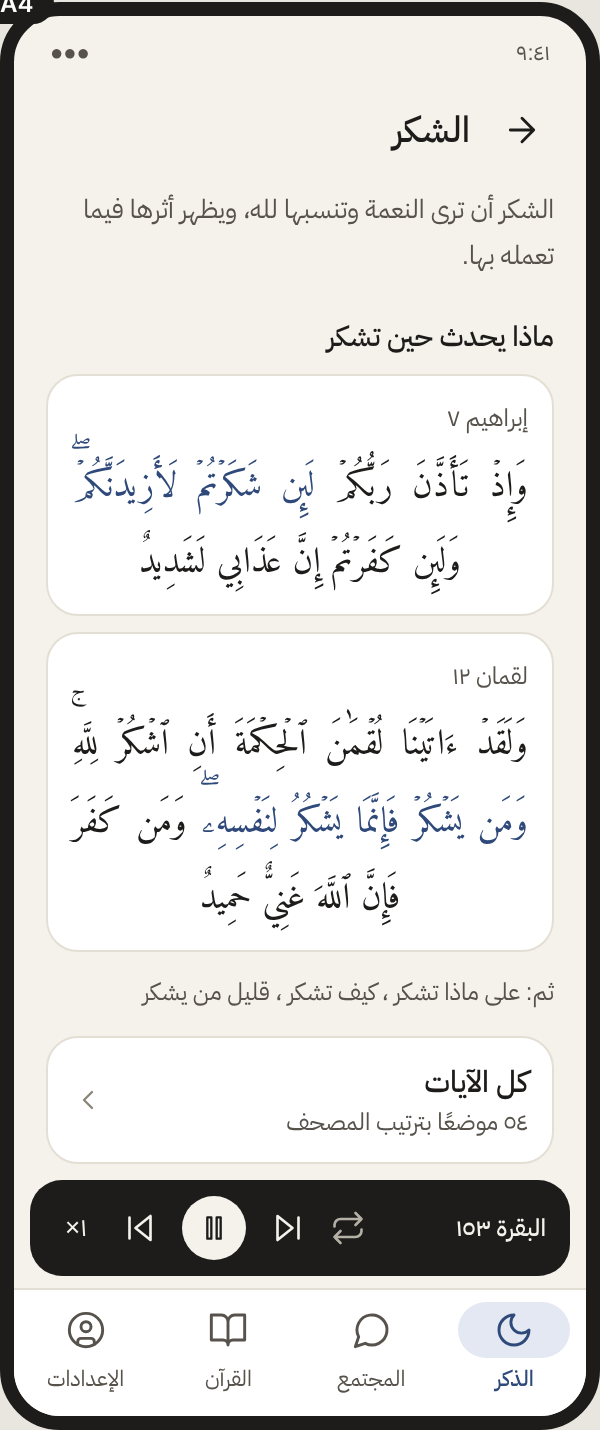 A4
٩:٤١
الشكر
الشكر أن ترى النعمة وتنسبها لله، ويظهر أثرها فيما
تعمله بها.
ماذا يحدث حين تشكر
إبراهيم ٧
وَإِذْ تَأَذَّنَ رَبُّكُمْ لَئِن شَكَرْتُمْ لَأَزِيدَنَّكُمْ ۖ
وَلَئِن كَفَرْتُمْ إِنَّ عَذَابِي لَشَدِيدٌ
لقمان ١٢
وَلَقَدْ ءَاتَيْنَا لُقْمَٰنَ ٱلْحِكْمَةَ أَنِ ٱشْكُرْ لِلَّهِ ۚ
وَمَن يَشْكُرْ فَإِنَّمَا يَشْكُرُ لِنَفْسِهِۦ ۖ وَمَن كَفَرَ
فَإِنَّ ٱللَّهَ غَنِيٌّ حَمِيدٌ
ثم: على ماذا تشكر ، كيف تشكر ، قليل من يشكر
كل الآيات
٥٤ موضعًا بترتيب المصحف
البقرة ١٥٣
١×
الذكر
المجتمع
القرآن
الإعدادات